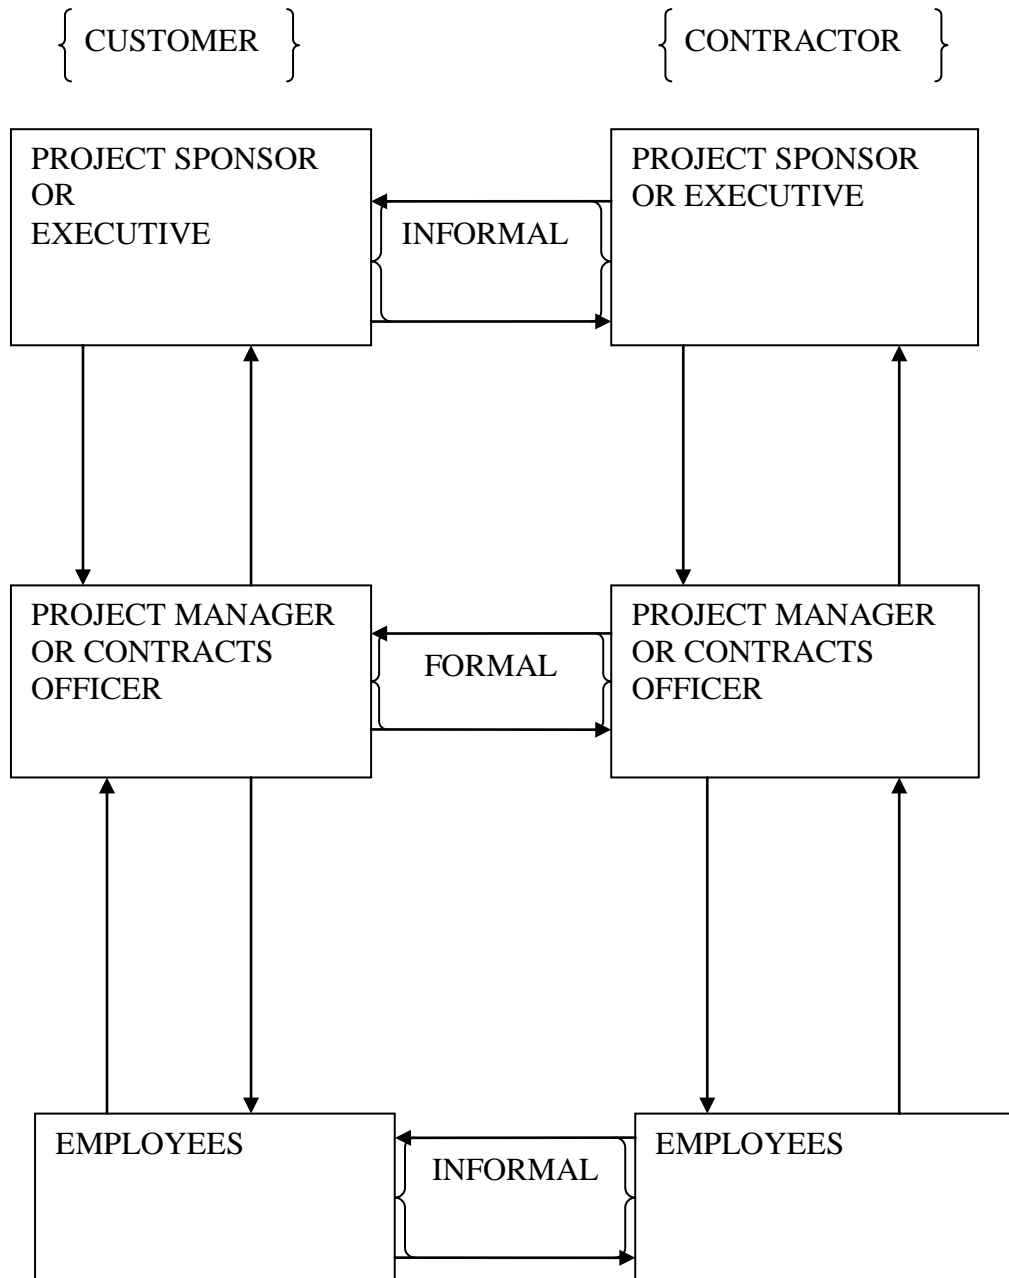 CUSTOMER
CONTRACTOR
PROJECT SPONSOR
OR
EXECUTIVE
INFORMAL
PROJECT SPONSOR
OR EXECUTIVE
PROJECT MANAGER
OR CONTRACTS
OFFICER
FORMAL
PROJECT MANAGER
OR CONTRACTS
OFFICER
EMPLOYEES
INFORMAL
EMPLOYEES